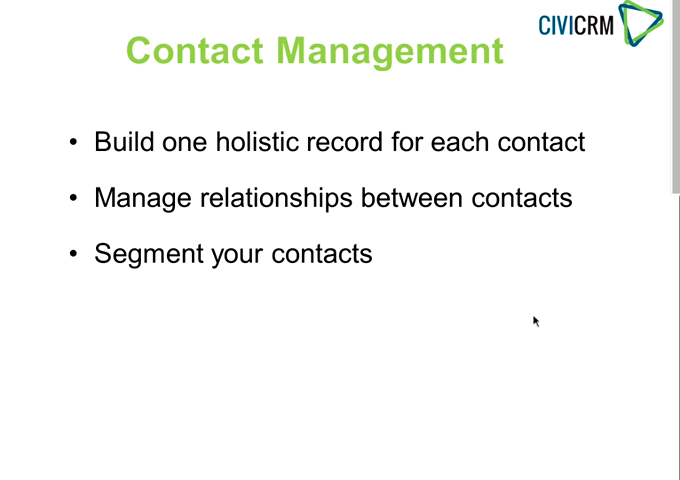 CIVICRM
Contact Management
• Build one holistic record for each contact
• Manage relationships between contacts
• Segment your contacts